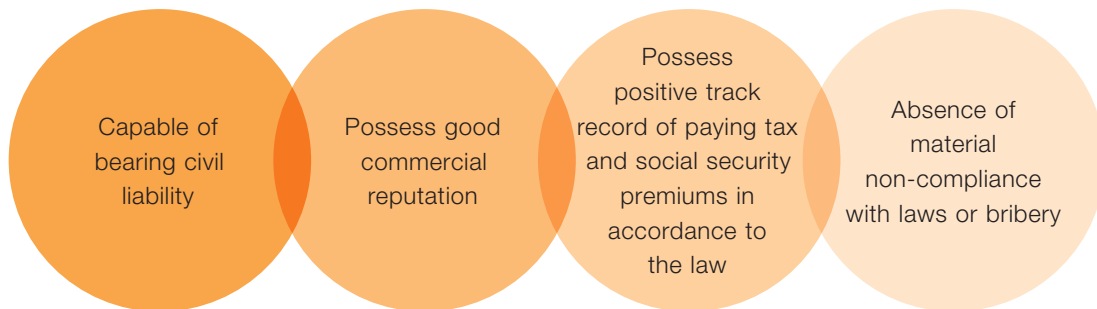 Capable of
bearing civil
liability
Possess good
commercial
reputation
Possess
positive track
record of paying tax
and social security
premiums in
accordance to
the law
Absence of
material
non-compliance
with laws or bribery